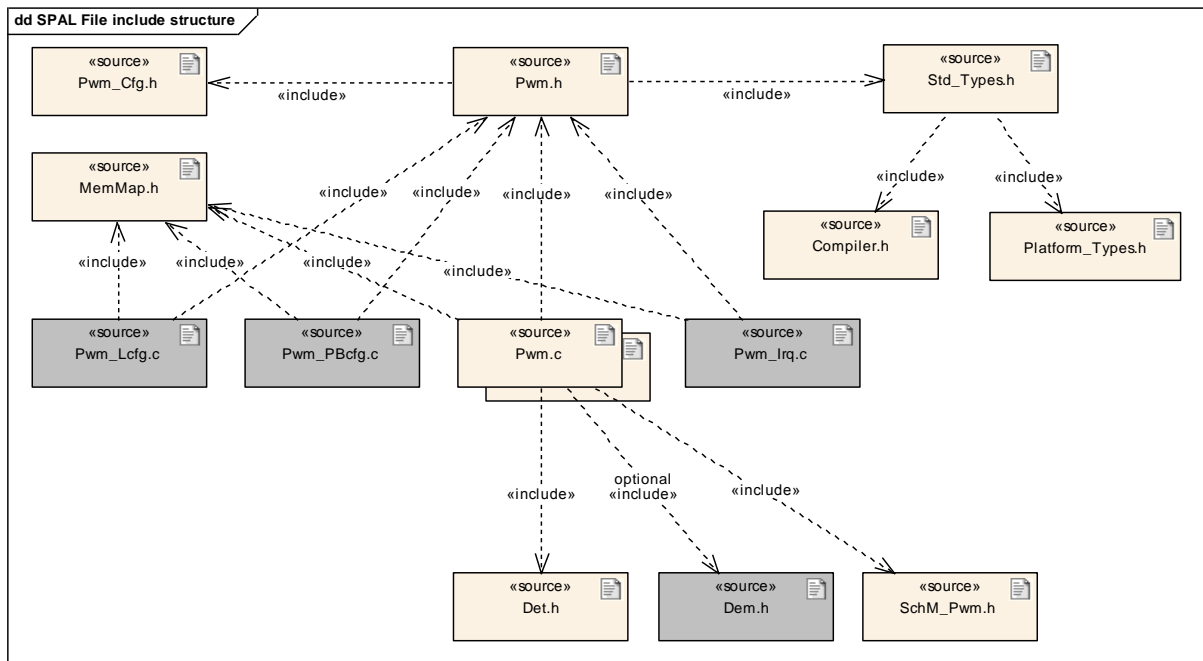 dd SPAL File include structure
«source»
Pwm_Cfg.h
«source»
Pwm.h
«source»
Std_Types.h
«include»
«include»
«source»
MemMap.h
«include»
«include»
«include»
«include»
«include»
«include»
«source»
Compiler.h
«source»
Platform_Types.h
«include»
«include»
«include»
«include»
«source»
Pwm_Lcfg.c
«source»
Pwm_PBcfg.c
«source»
Pwm.c
«source»
Pwm_Irq.c
«include»
optional
«include»
«include»
«source»
Det.h
«source»
Dem.h
«source»
SchM_Pwm.h